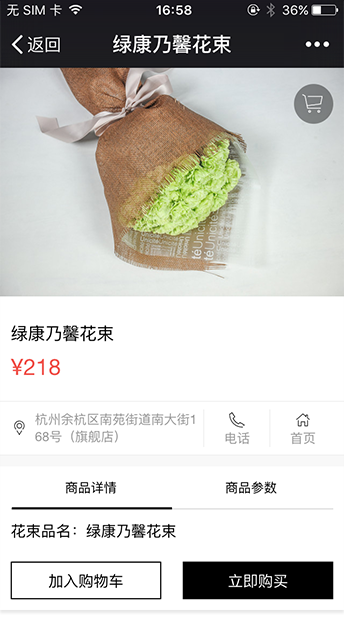 无 SIM 卡 16:58 36%
返回 绿康乃馨花束
téUnicité
绿康乃馨花束
¥218
杭州余杭区南苑街道南大街1
68号（旗舰店）
电话 首页
商品详情 商品参数
花束品名：绿康乃馨花束
加入购物车 立即购买